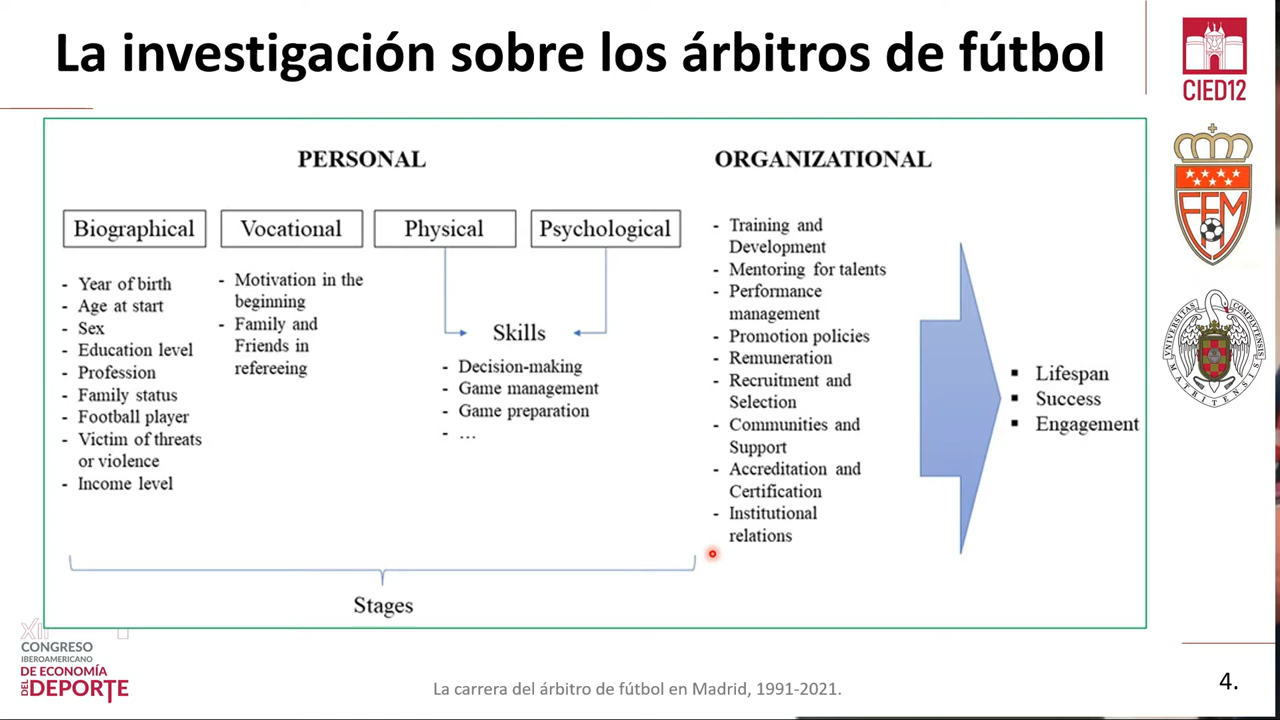 La investigación sobre los árbitros de fútbol
CIED12
PERSONAL
ORGANIZATIONAL
Biographical
Vocational
Physical
Psychological
- Year of birth
- Age at start
- Sex
- Education level
- Profession
- Family status
- Football player
- Victim of threats
or violence
- Income level
- Motivation in the
beginning
- Family and
Friends in
refereeing
Skills
- Decision-making
- Game management
- Game preparation
- ...
- Training and
Development
- Mentoring for talents
- Performance
management
- Promotion policies
- Remuneration
- Recruitment and
Selection
- Communities and
Support
- Accreditation and
Certification
- Institutional
relations
▪ Lifespan
▪ Success
▪ Engagement
Stages
UNIVERSITAS COMPLUTENSIS
MATRITENSIS
XII
CONGRESO
IBEROAMERICANO
DE ECONOMÍA
DEL DEPORTE
La carrera del árbitro de fútbol en Madrid, 1991-2021.
4.